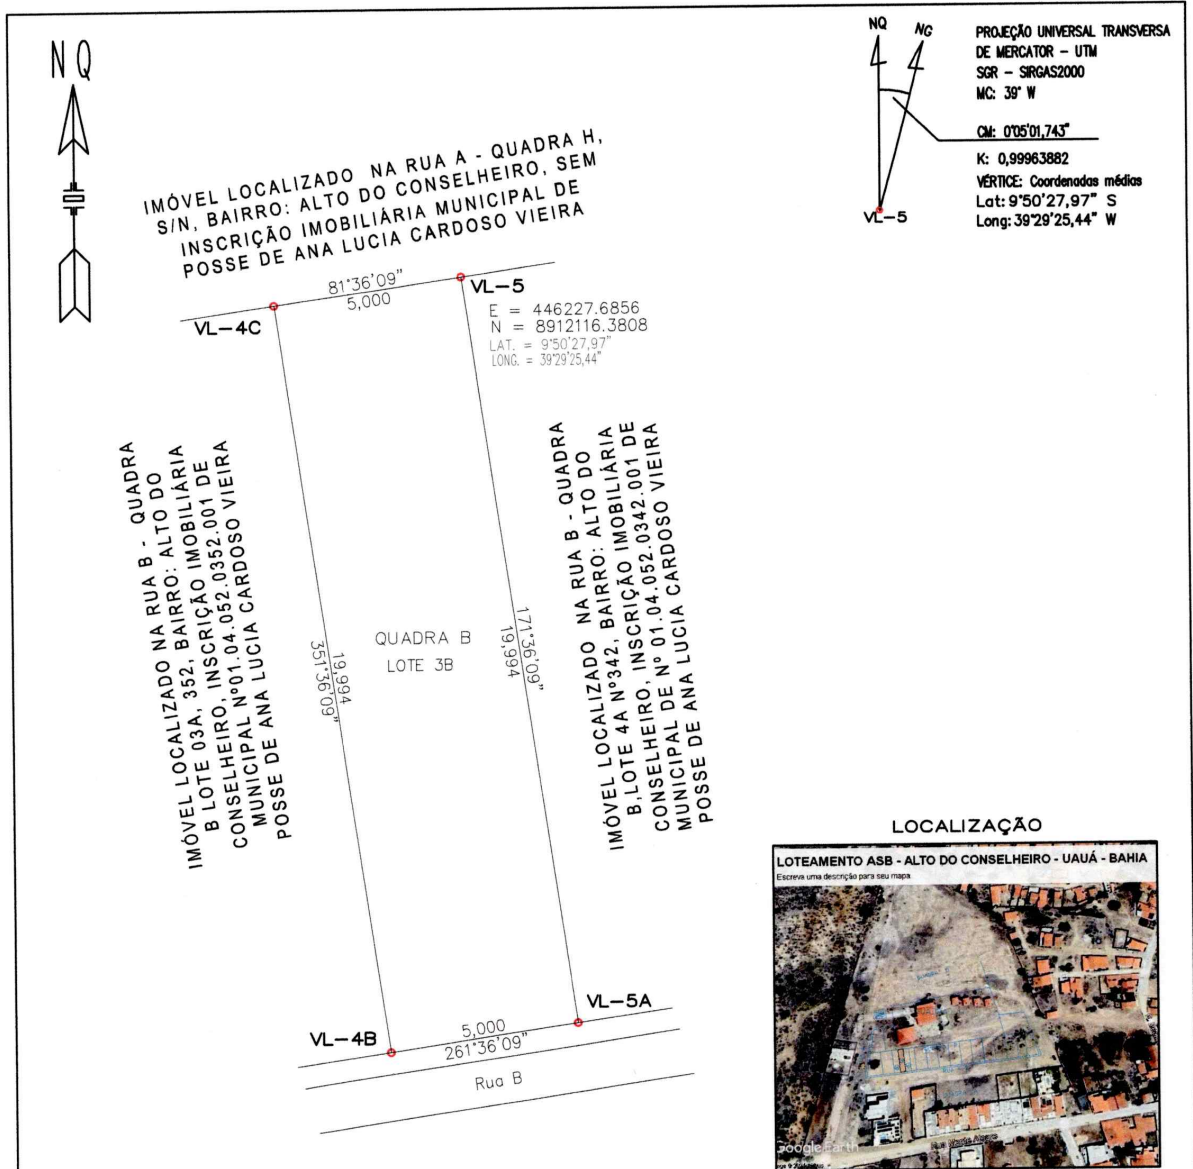 NQ
NQ
NG
PROJEÇÃO UNIVERSAL TRANSVERSA
DE MERCATOR - UTM
SGR - SIRGAS2000
MC: 39° W
CM: 0°05'01,743"
K: 0,99963882
VÉRTICE: Coordenadas médias
Lat: 9°50'27,97" S
Long: 39°29'25,44" W
VL-5
IMÓVEL LOCALIZADO NA RUA A - QUADRA H,
S/N, BAIRRO: ALTO DO CONSELHEIRO, SEM
INSCRIÇÃO IMOBILIÁRIA MUNICIPAL DE
POSSE DE ANA LUCIA CARDOSO VIEIRA
81°36'09"
5,000
VL-4C
VL-5
E = 446227.6856
N = 8912116.3808
LAT. = 9°50'27,97"
LONG. = 39°29'25,44"
IMÓVEL LOCALIZADO NA RUA B - QUADRA
B LOTE 03A, 352, BAIRRO: ALTO DO
CONSELHEIRO, INSCRIÇÃO IMOBILIÁRIA
MUNICIPAL Nº01.04.052.0352.001 DE
POSSE DE ANA LUCIA CARDOSO VIEIRA
19,994
351°36'09"
QUADRA B
LOTE 3B
171°36'09"
19,994
IMÓVEL LOCALIZADO NA RUA B - QUADRA
B,LOTE 4A Nº342, BAIRRO: ALTO DO
CONSELHEIRO, INSCRIÇÃO IMOBILIÁRIA
MUNICIPAL DE Nº 01.04.052.0342.001 DE
POSSE DE ANA LUCIA CARDOSO VIEIRA
VL-4B
VL-5A
5,000
261°36'09"
Rua B
LOCALIZAÇÃO
LOTEAMENTO ASB - ALTO DO CONSELHEIRO - UAUÁ - BAHIA
Escreva uma descrição para seu mapa.
Google Earth